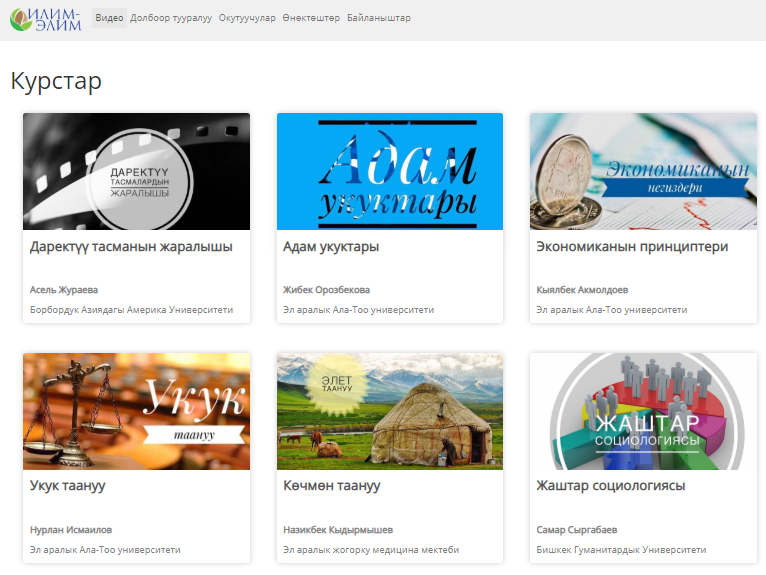 ИЛИМ-
ЭЛИМ
Видео Долбоор тууралуу Окутуучулар Өнөктөштөр Байланыштар
Курстар
ДАРЕКТҮҮ
ТАСМАЛАРДЫН
ЖАРАЛЫШЫ
Даректүү тасманын жаралышы
Асель Жураева
Борбордук Азиядагы Америка Университети
Адам
укуктары
Адам укуктары
Жибек Орозбекова
Эл аралык Ала-Тоо университети
Экономиканын
негиздери
Экономиканын принциптери
Кыялбек Акмолдоев
Эл аралык Ала-Тоо университети
Укук
таануу
Укук таануу
Нурлан Исмаилов
Эл аралык Ала-Тоо университети
ЭЛЕТ
ТААНУУ
Көчмөн таануу
Назикбек Кыдырмышев
Эл аралык жогорку медицина мектеби
ЖАШТАР
СОЦИОЛОГИЯСЫ
Жаштар социологиясы
Самар Сыргабаев
Бишкек Гуманитардык Университети